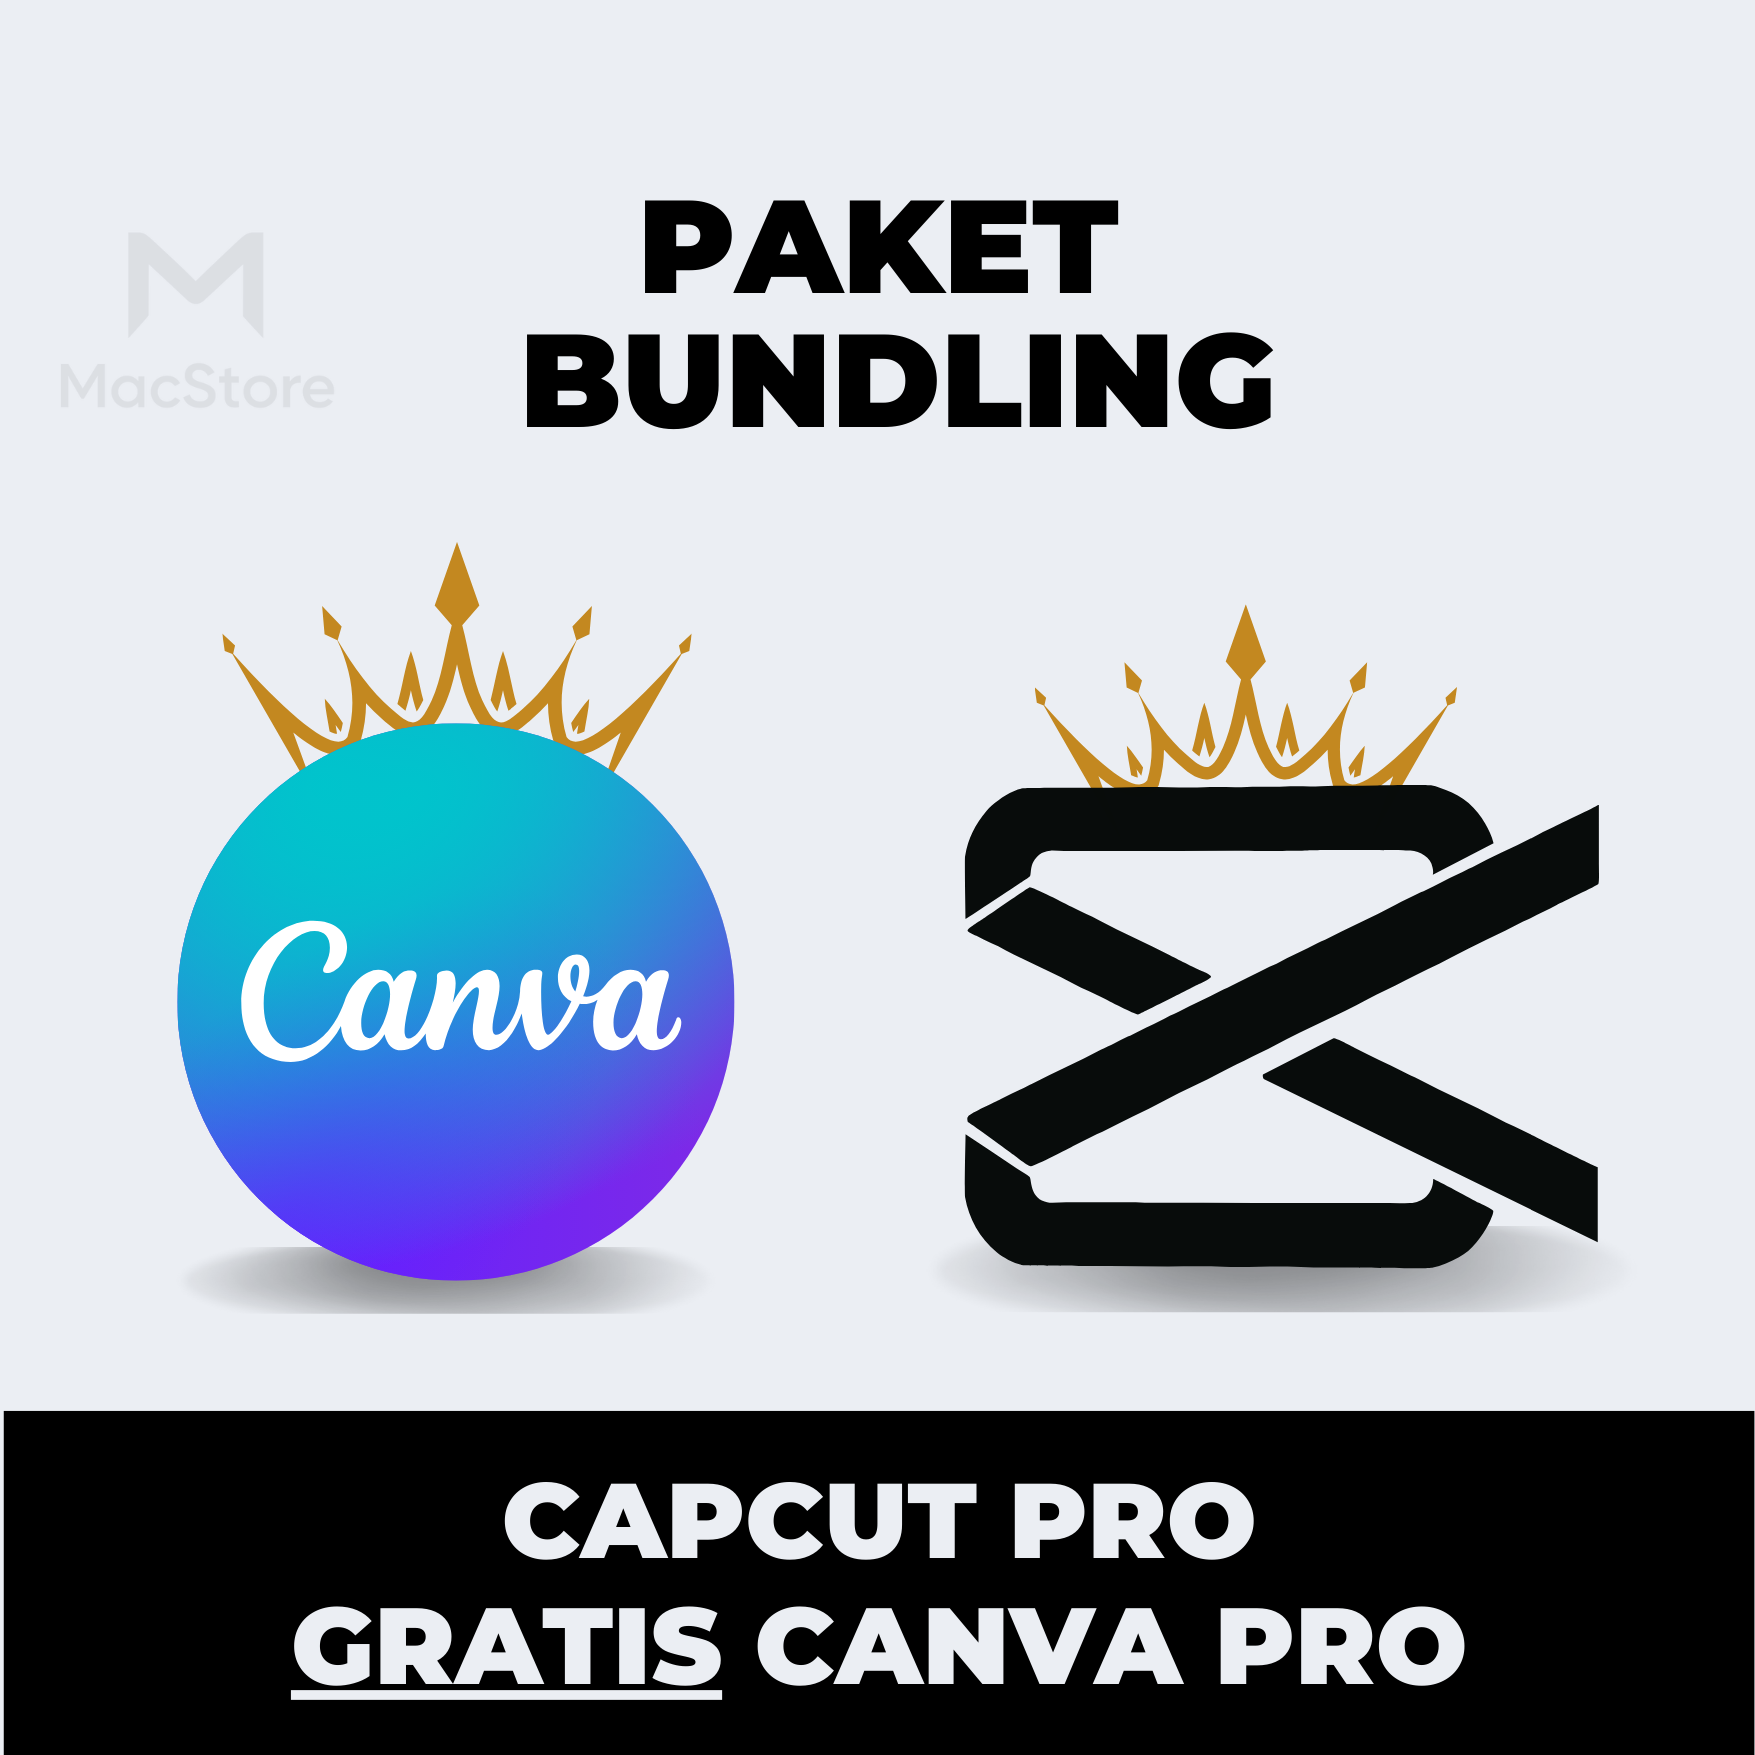 PAKET
BUNDLING
MacStore
Canva
CAPCUT PRO
GRATIS CANVA PRO